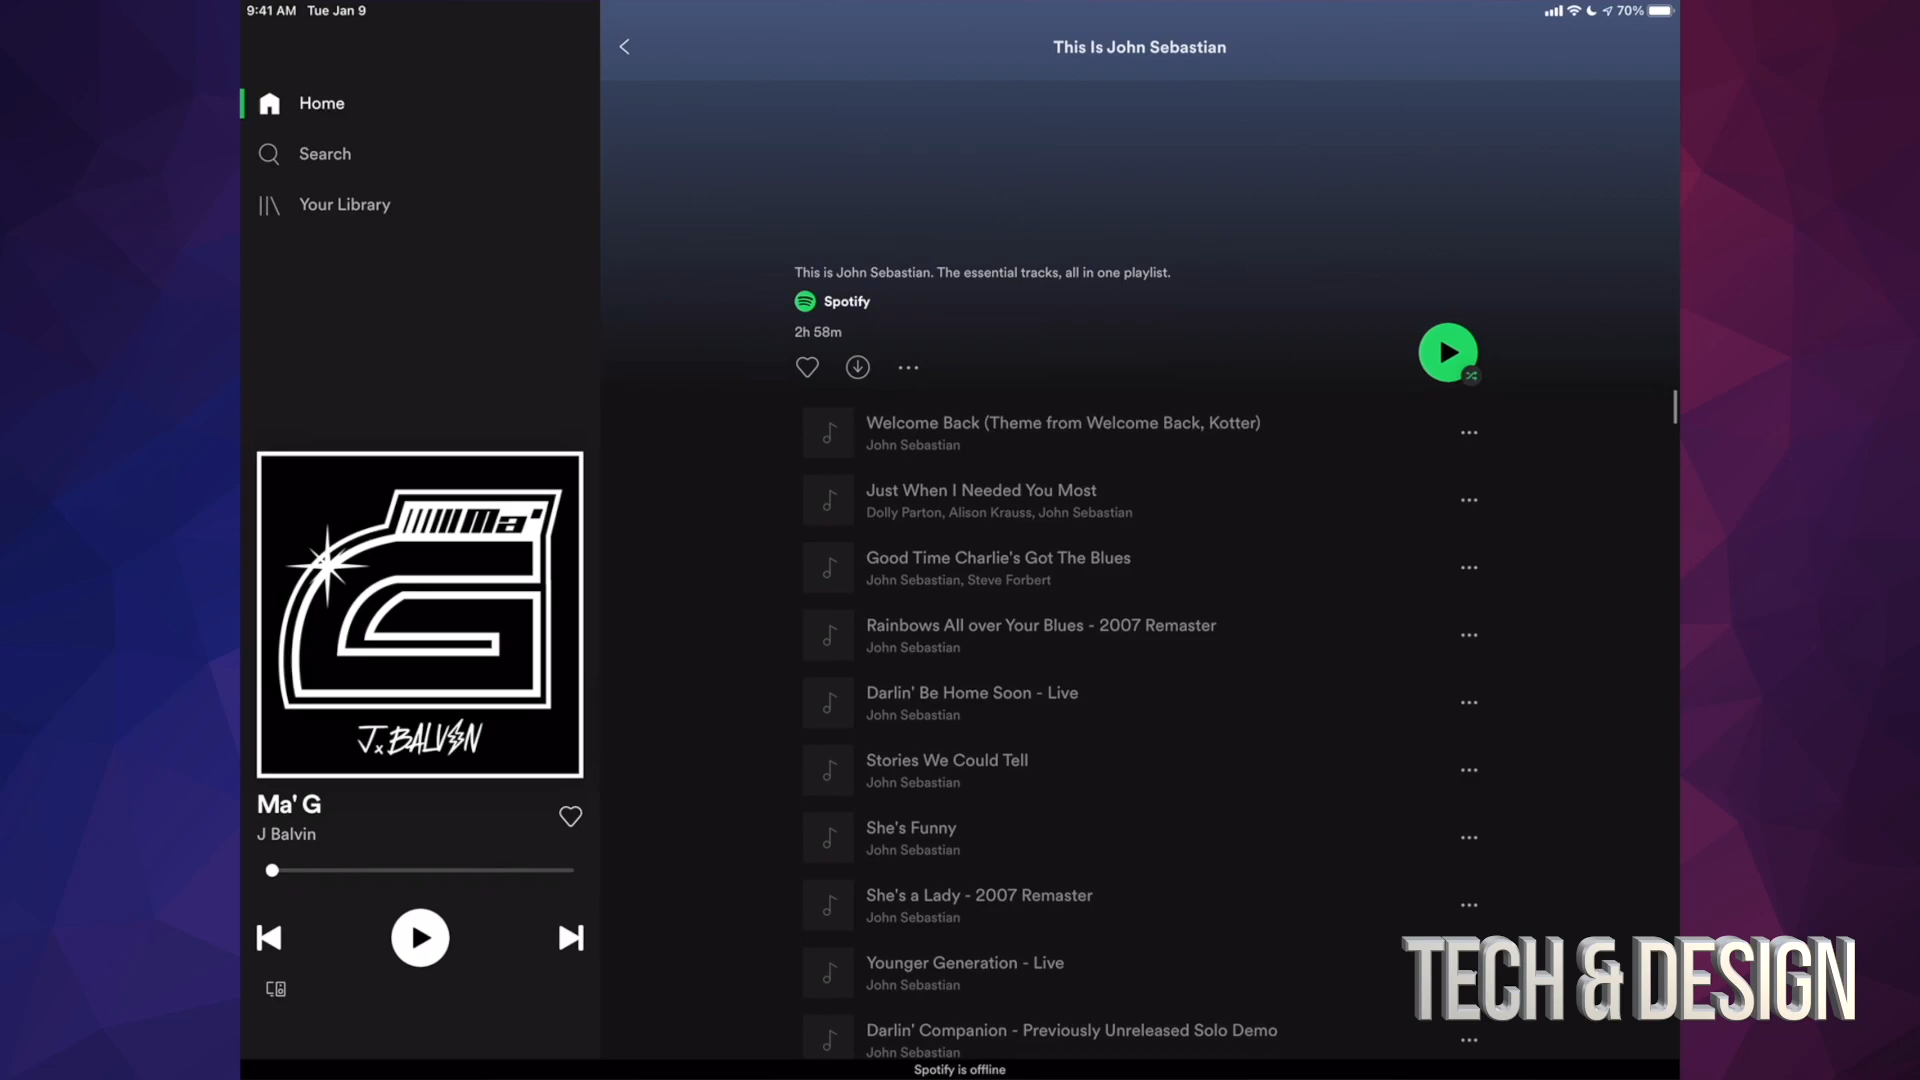 9:41 AM Tue Jan 9
70%
Home
Search
Your Library
Ma'
J x BALVIN
Ma' G
J Balvin
This Is John Sebastian
This is John Sebastian. The essential tracks, all in one playlist.
Spotify
2h 58m
Welcome Back (Theme from Welcome Back, Kotter)
John Sebastian
Just When I Needed You Most
Dolly Parton, Alison Krauss, John Sebastian
Good Time Charlie's Got The Blues
John Sebastian, Steve Forbert
Rainbows All over Your Blues - 2007 Remaster
John Sebastian
Darlin' Be Home Soon - Live
John Sebastian
Stories We Could Tell
John Sebastian
She's Funny
John Sebastian
She's a Lady - 2007 Remaster
John Sebastian
Younger Generation - Live
John Sebastian
Darlin' Companion - Previously Unreleased Solo Demo
John Sebastian
Spotify is offline
TECH & DESIGN